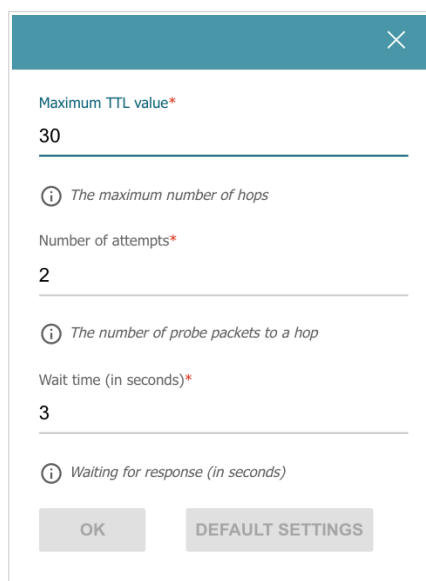 Maximum TTL value*
30
The maximum number of hops
Number of attempts*
2
The number of probe packets to a hop
Wait time (in seconds)*
3
Waiting for response (in seconds)
OK DEFAULT SETTINGS